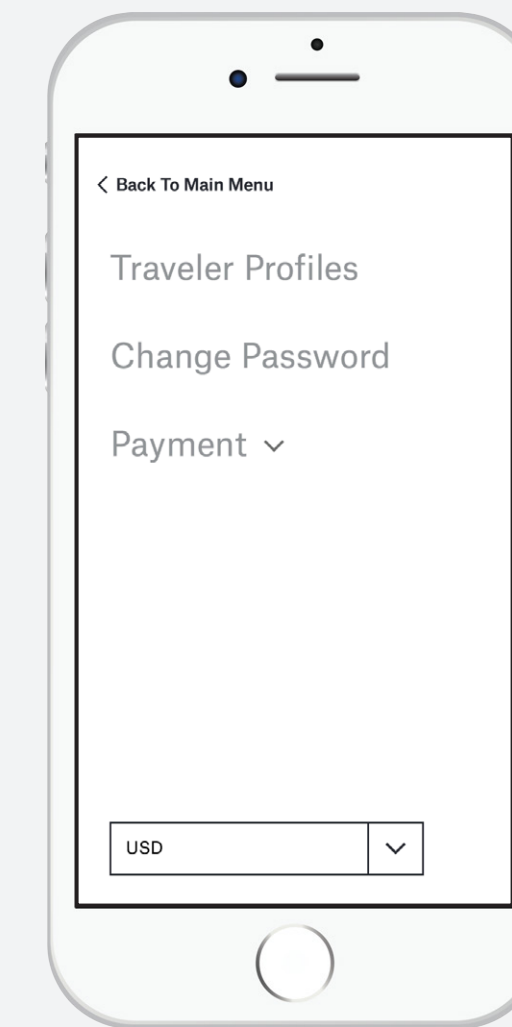 Back To Main Menu
Traveler Profiles
Change Password
Payment
USD